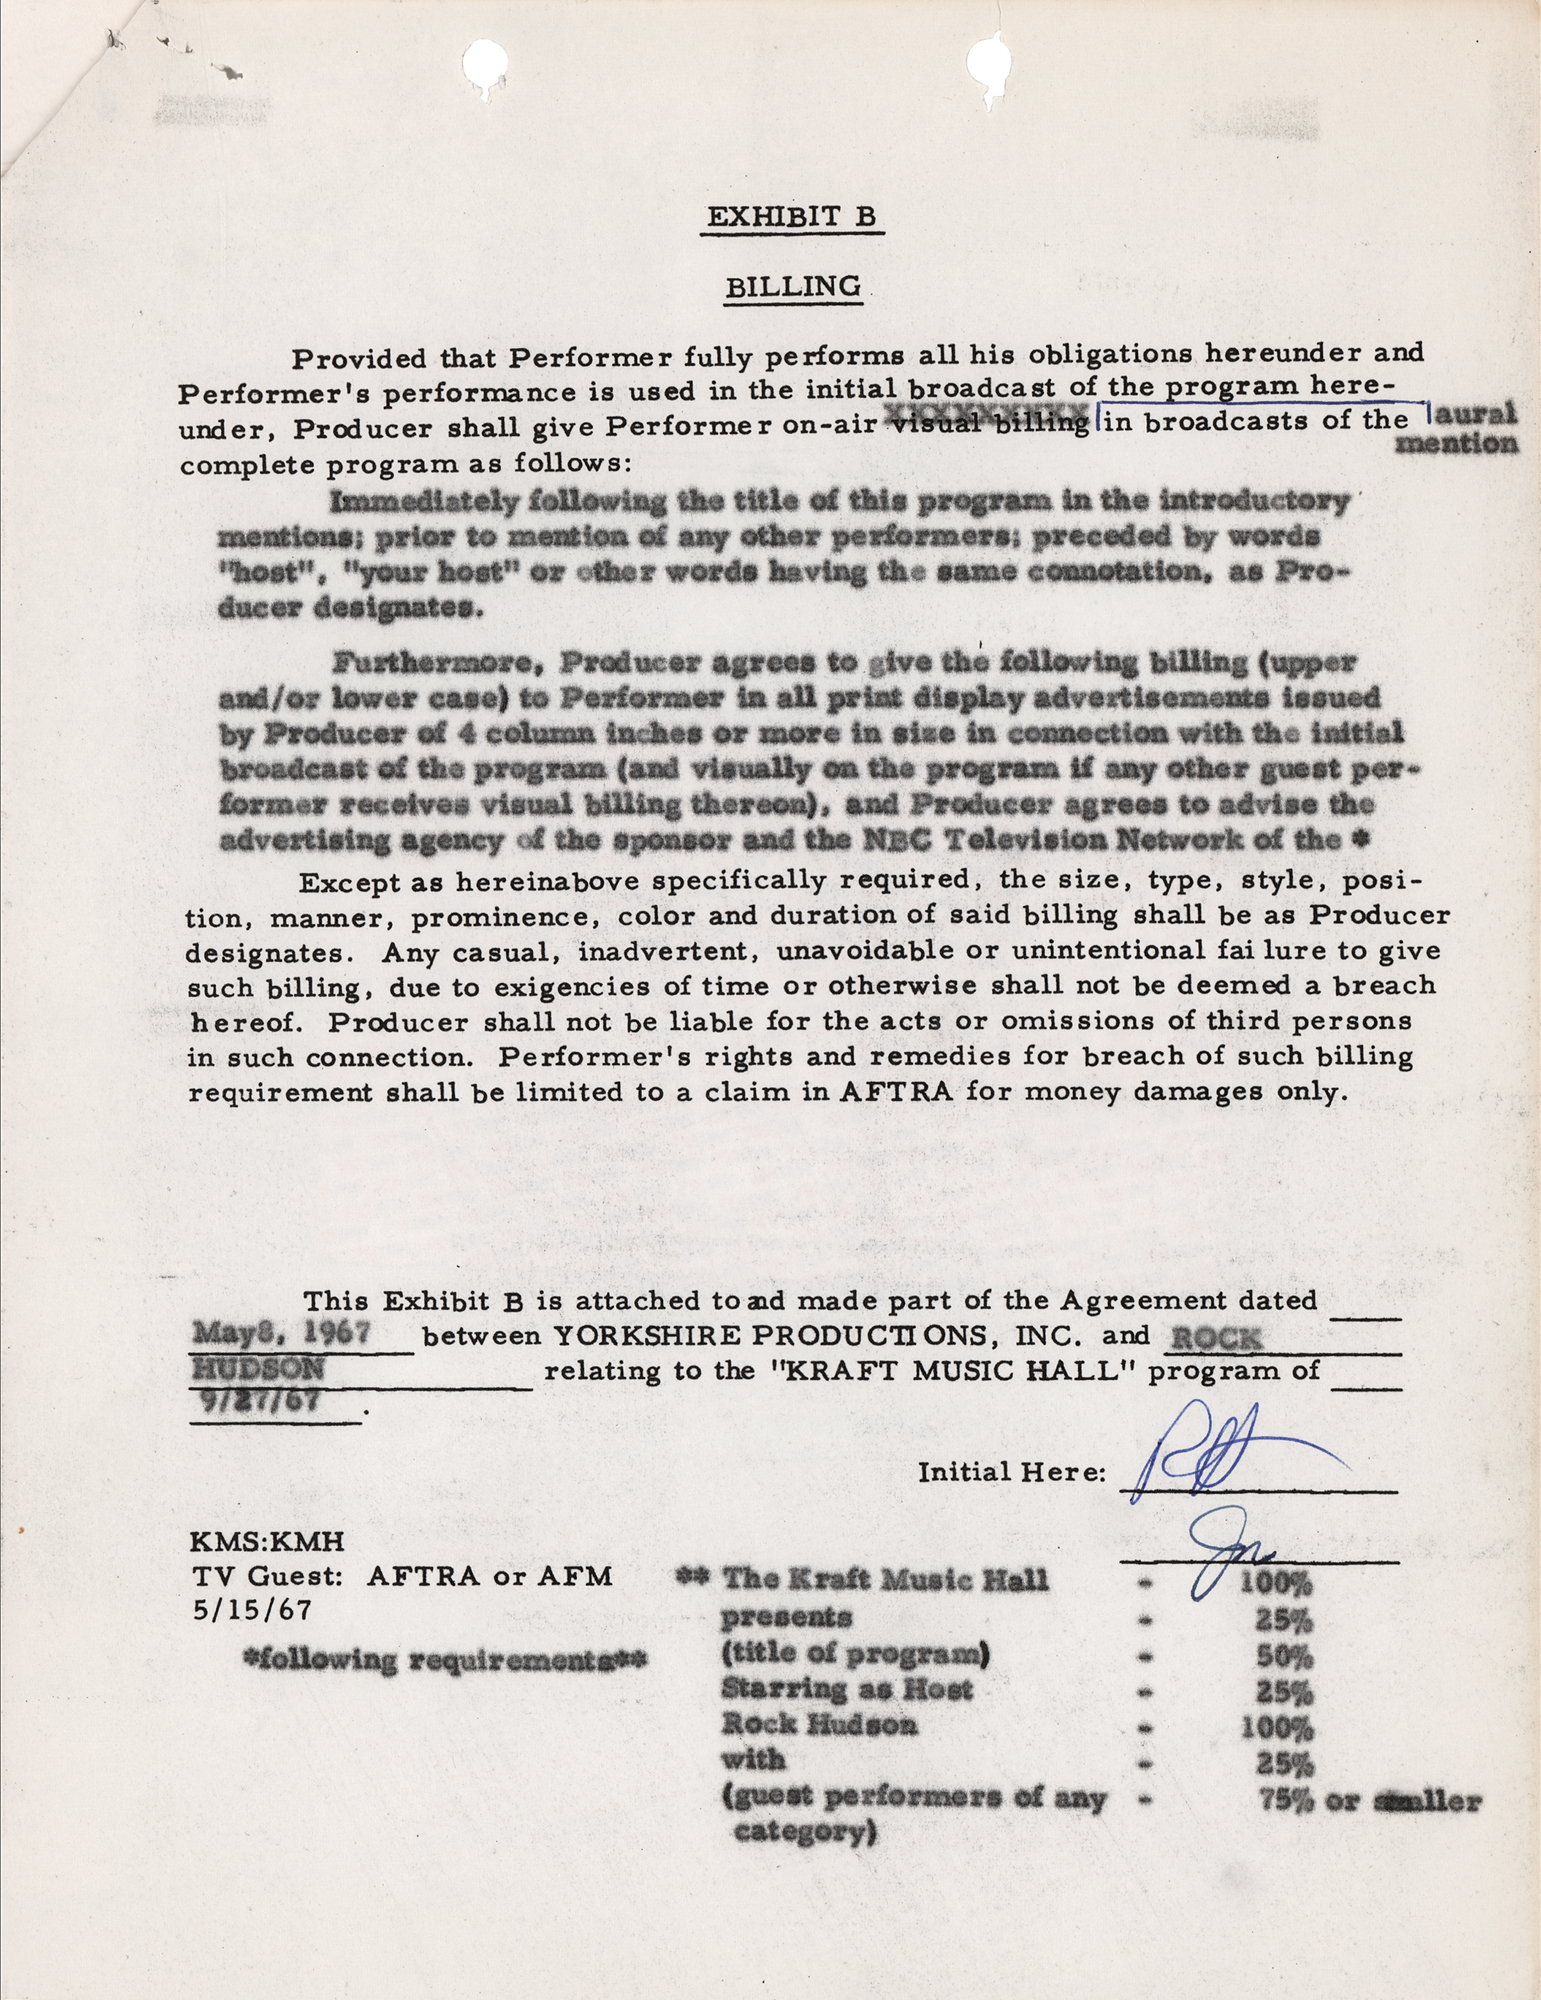 EXHIBIT B
BILLING
Provided that Performer fully performs all his obligations hereunder and
Performer's performance is used in the initial broadcast of the program here-
under, Producer shall give Performer on-air visual billing in broadcasts of the aural
mention
complete program as follows:
Immediately following the title of this program in the introductory
mentions; prior to mention of any other performers; preceded by words
"host", "your host" or other words having the same connotation, as Pro-
ducer designates.
Furthermore, Producer agrees to give the following billing (upper
and/or lower case) to Performer in all print display advertisements issued
by Producer of 4 column inches or more in size in connection with the initial
broadcast of the program (and visually on the program if any other guest per-
former receives visual billing thereon), and Producer agrees to advise the
advertising agency of the sponsor and the NBC Television Network of the *
Except as hereinabove specifically required, the size, type, style, posi-
tion, manner, prominence, color and duration of said billing shall be as Producer
designates. Any casual, inadvertent, unavoidable or unintentional fai lure to give
such billing, due to exigencies of time or otherwise shall not be deemed a breach
hereof. Producer shall not be liable for the acts or omissions of third persons
in such connection. Performer's rights and remedies for breach of such billing
requirement shall be limited to a claim in AFTRA for money damages only.
This Exhibit B is attached to and made part of the Agreement dated
May 8, 1967 between YORKSHIRE PRODUCTIONS, INC. and ROCK
HUDSON relating to the "KRAFT MUSIC HALL" program of
9/27/67.
Initial Here: RH
KMS:KMH
TV Guest: AFTRA or AFM
5/15/67
*following requirements**
** The Kraft Music Hall - 100%
presents - 25%
(title of program) - 50%
Starring as Host - 25%
Rock Hudson - 100%
with - 25%
(guest performers of any - 75% or smaller
category)